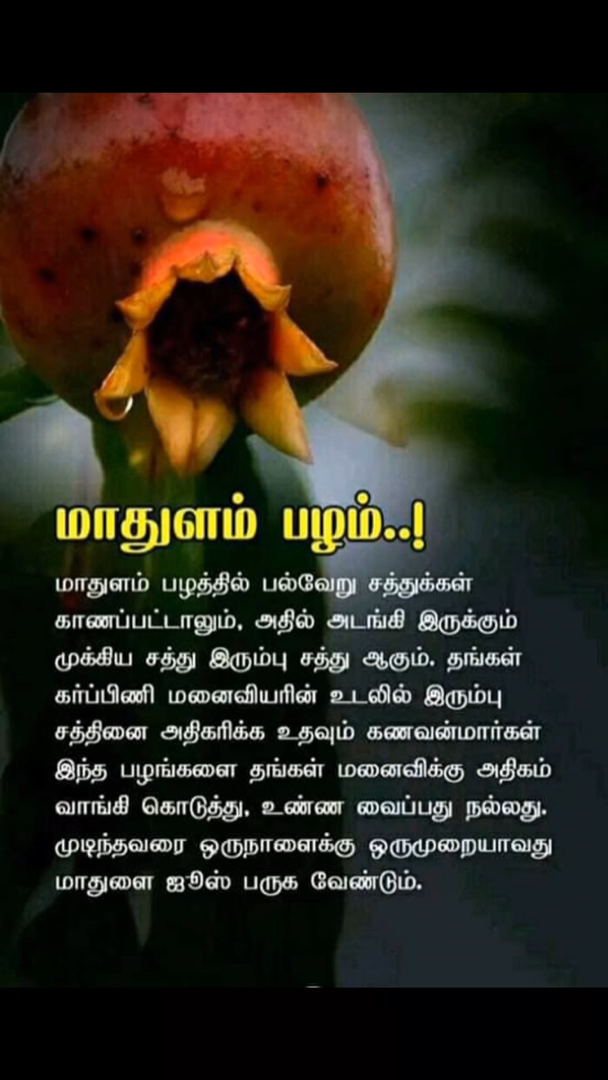 மாதுளம் பழம்..!
மாதுளம் பழத்தில் பல்வேறு சத்துக்கள்
காணப்பட்டாலும், அதில் அடங்கி இருக்கும்
முக்கிய சத்து இரும்பு சத்து ஆகும். தங்கள்
கர்ப்பிணி மனைவியரின் உடலில் இரும்பு
சத்தினை அதிகரிக்க உதவும் கணவன்மார்கள்
இந்த பழங்களை தங்கள் மனைவிக்கு அதிகம்
வாங்கி கொடுத்து, உண்ண வைப்பது நல்லது.
முடிந்தவரை ஒருநாளைக்கு ஒருமுறையாவது
மாதுளை ஜூஸ் பருக வேண்டும்.